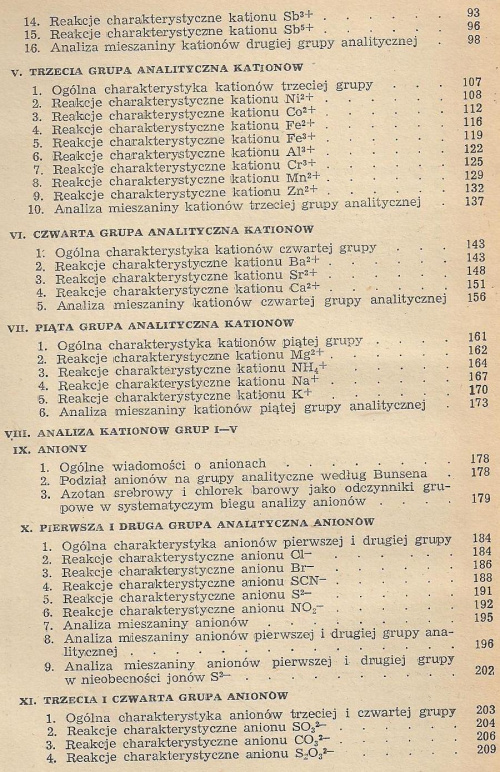 14. Reakcje charakterystyczne kationu Sb³⁺ . . . . . 93
15. Reakcje charakterystyczne kationu Sb⁵⁺ . . . . . 96
16. Analiza mieszaniny kationów drugiej grupy analitycznej . 98
V. TRZECIA GRUPA ANALITYCZNA KATIONÓW
1. Ogólna charakterystyka kationów trzeciej grupy . . . 107
2. Reakcje charakterystyczne kationu Ni²⁺ . . . . . 108
3. Reakcje charakterystyczne kationu Co²⁺ . . . . . 112
4. Reakcje charakterystyczne kationu Fe²⁺ . . . . . 116
5. Reakcje charakterystyczne kationu Fe³⁺ . . . . . 119
6. Reakcje charakterystyczne kationu Al³⁺ . . . . . 122
7. Reakcje charakterystyczne kationu Cr³⁺ . . . . . 125
8. Reakcje charakterystyczne kationu Mn²⁺ . . . . . 129
9. Reakcje charakterystyczne kationu Zn²⁺ . . . . . 132
10. Analiza mieszaniny kationów trzeciej grupy analitycznej . 137
VI. CZWARTA GRUPA ANALITYCZNA KATIONÓW
1. Ogólna charakterystyka kationów czwartej grupy . . . 143
2. Reakcje charakterystyczne kationu Ba²⁺ . . . . . 143
3. Reakcje charakterystyczne kationu Sr²⁺ . . . . . 148
4. Reakcje charakterystyczne kationu Ca²⁺ . . . . . 151
5. Analiza mieszaniny kationów czwartej grupy analitycznej 156
VII. PIĄTA GRUPA ANALITYCZNA KATIONÓW
1. Ogólna charakterystyka kationów piątej grupy . . . . 161
2. Reakcje charakterystyczne kationu Mg²⁺ . . . . . 162
3. Reakcje charakterystyczne kationu NH₄⁺ . . . . . 164
4. Reakcje charakterystyczne kationu Na⁺ . . . . . 167
5. Reakcje charakterystyczne kationu K⁺ . . . . . 170
6. Analiza mieszaniny kationów piątej grupy analitycznej . 173
VIII. ANALIZA KATIONÓW GRUP I—V
IX. ANIONY
1. Ogólne wiadomości o anionach . . . . . . . 178
2. Podział anionów na grupy analityczne według Bunsena . 178
3. Azotan srebrowy i chlorek barowy jako odczynniki gru-
powe w systematycznym biegu analizy anionów . . . . 179
X. PIERWSZA I DRUGA GRUPA ANALITYCZNA ANIONÓW
1. Ogólna charakterystyka anionów pierwszej i drugiej grupy 184
2. Reakcje charakterystyczne anionu Cl⁻ . . . . . 184
3. Reakcje charakterystyczne anionu Br⁻ . . . . . 186
4. Reakcje charakterystyczne anionu SCN⁻ . . . . . 188
5. Reakcje charakterystyczne anionu S²⁻ . . . . . 191
6. Reakcje charakterystyczne anionu NO₂⁻ . . . . . 192
7. Analiza mieszaniny anionów . . . . . . . 195
8. Analiza mieszaniny anionów pierwszej i drugiej grupy ana-
litycznej . . . . . . . . . . . 196
9. Analiza mieszaniny anionów pierwszej i drugiej grupy
w nieobecności jonów S²⁻ . . . . . . . 202
XI. TRZECIA I CZWARTA GRUPA ANIONÓW
1. Ogólna charakterystyka anionów trzeciej i czwartej grupy 203
2. Reakcje charakterystyczne anionu SO₃²⁻ . . . . . 204
3. Reakcje charakterystyczne anionu CO₃²⁻ . . . . . 206
4. Reakcje charakterystyczne anionu S₂O₃²⁻ . . . . . 209